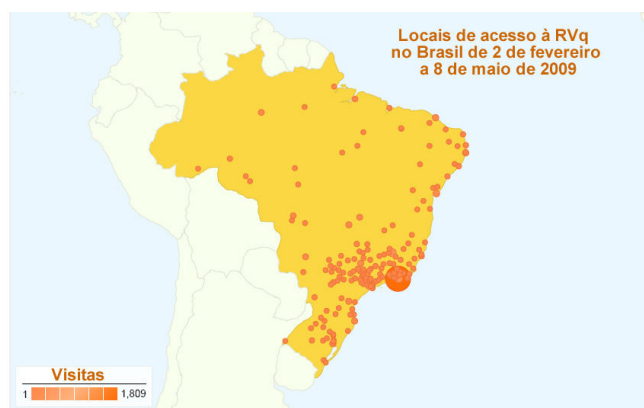 Locais de acesso à RVq
no Brasil de 2 de fevereiro
a 8 de maio de 2009
Visitas
1 1,809